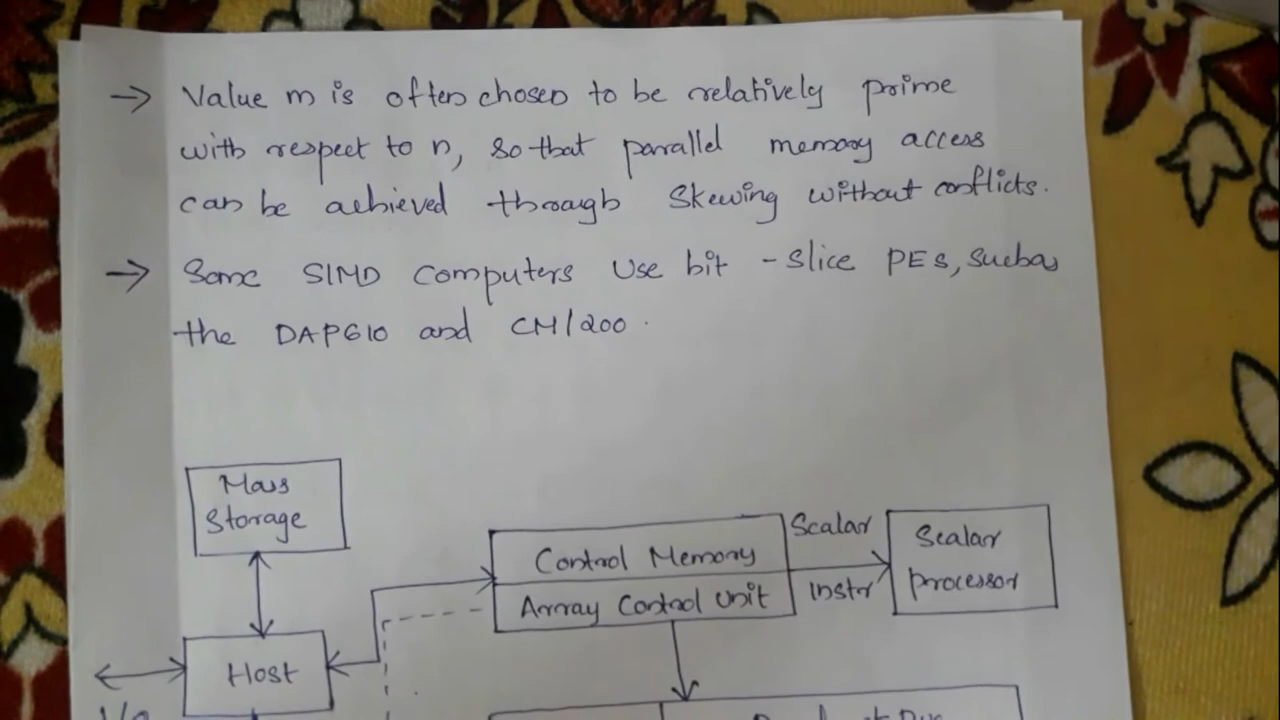 → Value m is often chosen to be relatively prime
with respect to n, so that parallel memory access
can be achieved through Skewing without conflicts.
→ Some SIMD Computers Use bit - slice PES, such as
the DAP610 and CM/200.
Mass
Storage
Control Memory
Array Control Unit
Scalar
Instr
Scalar
processor
Host
I/O